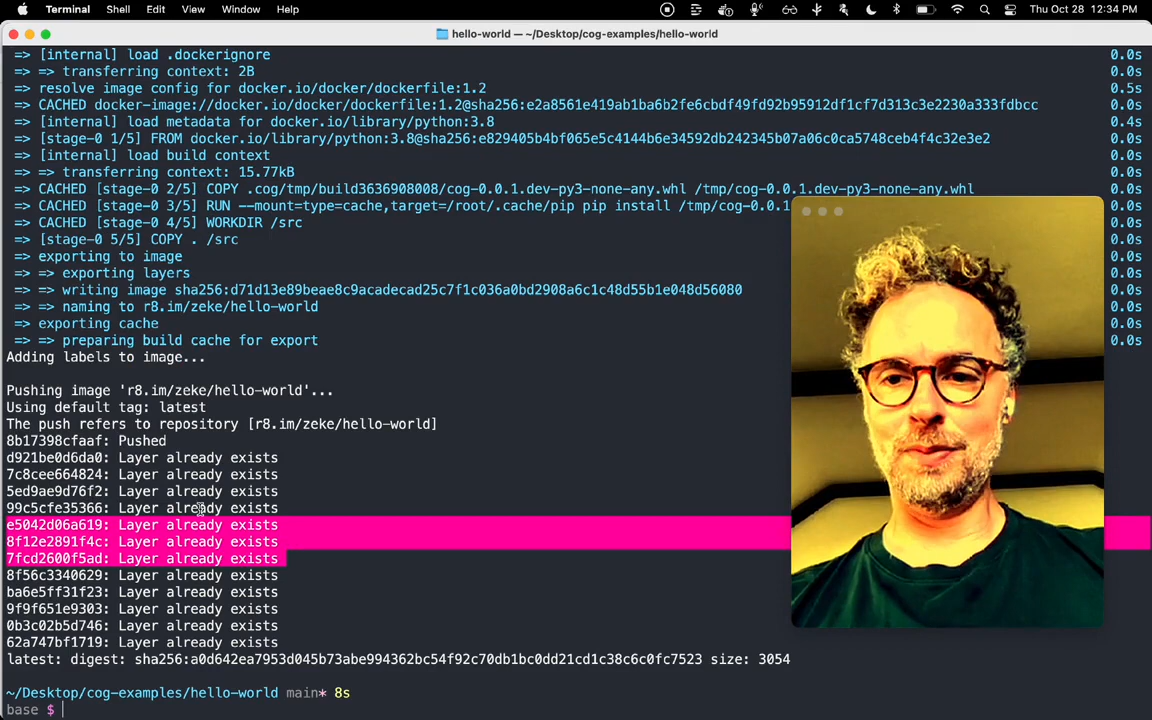 Terminal Shell Edit View Window Help Thu Oct 28 12:34 PM
hello-world — ~/Desktop/cog-examples/hello-world
=> [internal] load .dockerignore 0.0s
=> => transferring context: 2B 0.0s
=> resolve image config for docker.io/docker/dockerfile:1.2 0.5s
=> CACHED docker-image://docker.io/docker/dockerfile:1.2@sha256:e2a8561e419ab1ba6b2fe6cbdf49fd92b95912df1cf7d313c3e2230a333fdbcc 0.0s
=> [internal] load metadata for docker.io/library/python:3.8 0.4s
=> [stage-0 1/5] FROM docker.io/library/python:3.8@sha256:e829405b4bf065e5c4144b6e34592db242345b07a06c0ca5748ceb4f4c32e3e2 0.0s
=> [internal] load build context 0.0s
=> => transferring context: 15.77kB 0.0s
=> CACHED [stage-0 2/5] COPY .cog/tmp/build3636908008/cog-0.0.1.dev-py3-none-any.whl /tmp/cog-0.0.1.dev-py3-none-any.whl 0.0s
=> CACHED [stage-0 3/5] RUN --mount=type=cache,target=/root/.cache/pip pip install /tmp/cog-0.0.1 0.0s
=> CACHED [stage-0 4/5] WORKDIR /src 0.0s
=> [stage-0 5/5] COPY . /src 0.0s
=> exporting to image 0.0s
=> => exporting layers 0.0s
=> => writing image sha256:d71d13e89beae8c9acadecad25c7f1c036a0bd2908a6c1c48d55b1e048d56080 0.0s
=> => naming to r8.im/zeke/hello-world 0.0s
=> exporting cache 0.0s
=> => preparing build cache for export 0.0s
Adding labels to image...
Pushing image 'r8.im/zeke/hello-world'...
Using default tag: latest
The push refers to repository [r8.im/zeke/hello-world]
8b17398cfaaf: Pushed
d921be0d6da0: Layer already exists
7c8cee664824: Layer already exists
5ed9ae9d76f2: Layer already exists
99c5cfe35366: Layer already exists
e5042d06a619: Layer already exists
8f12e2891f4c: Layer already exists
7fcd2600f5ad: Layer already exists
8f56c3340629: Layer already exists
ba6e5ff31f23: Layer already exists
9f9f651e9303: Layer already exists
0b3c02b5d746: Layer already exists
62a747bf1719: Layer already exists
latest: digest: sha256:a0d642ea7953d045b73abe994362bc54f92c70db1bc0dd21cd1c38c6c0fc7523 size: 3054
~/Desktop/cog-examples/hello-world main* 8s
base $